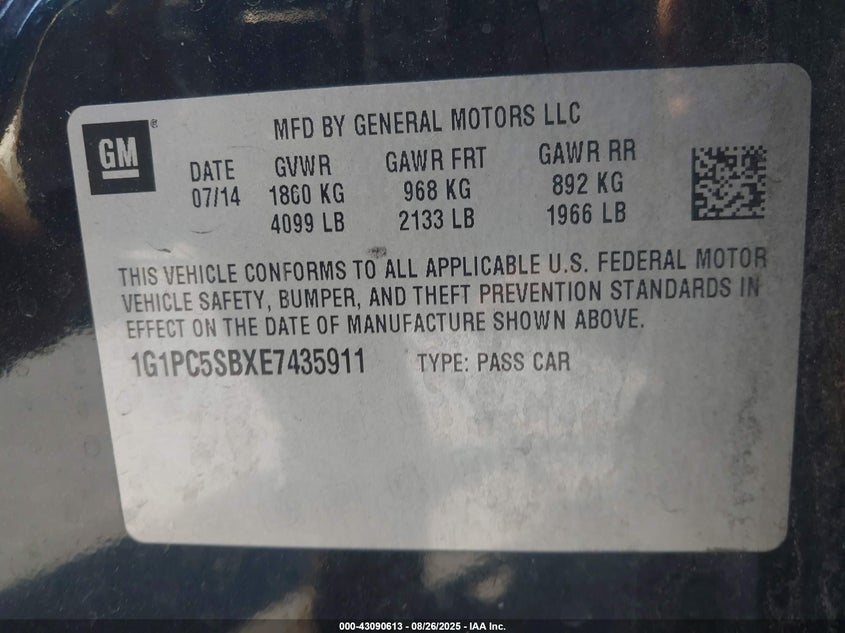 GM
®
MFD BY GENERAL MOTORS LLC
DATE GVWR GAWR FRT GAWR RR
07/14 1860 KG 968 KG 892 KG
4099 LB 2133 LB 1966 LB
THIS VEHICLE CONFORMS TO ALL APPLICABLE U.S. FEDERAL MOTOR
VEHICLE SAFETY, BUMPER, AND THEFT PREVENTION STANDARDS IN
EFFECT ON THE DATE OF MANUFACTURE SHOWN ABOVE.
1G1PC5SBXE7435911 TYPE: PASS CAR
000-43090613 - 08/26/2025 - IAA Inc.